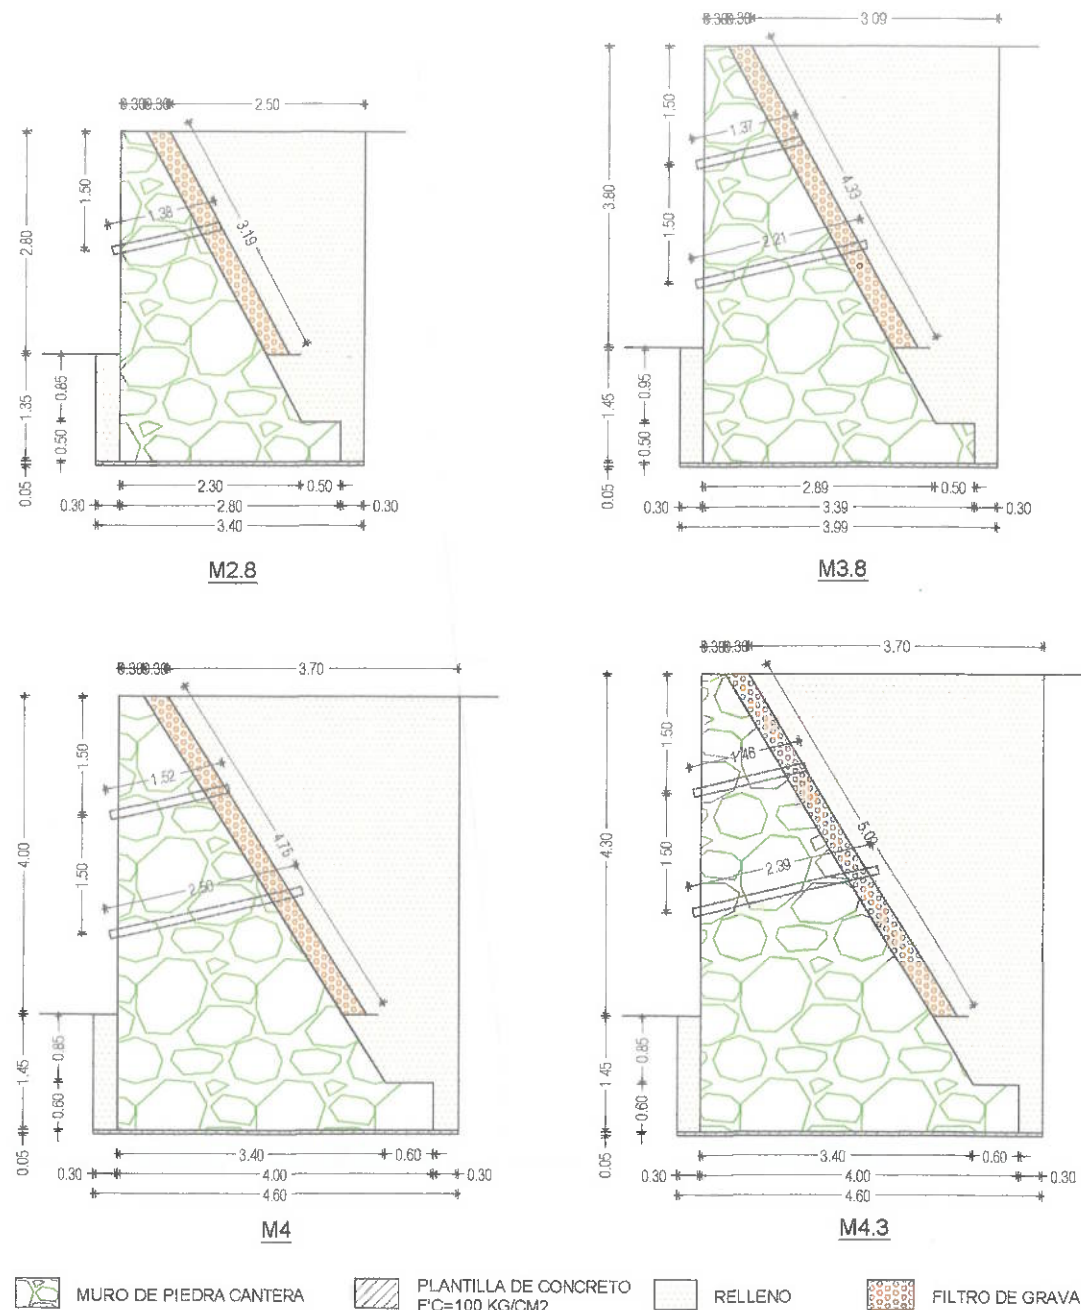 0.30 0.30 2.50
1.50
1.38
3.19
2.80
1.35
0.85
0.50
0.05
2.30 0.50
0.30 2.80 0.30
3.40
M2.8
0.30 0.30 3.09
1.50
1.37
4.33
3.80
1.50
2.21
1.45
0.95
0.50
0.05
2.89 0.50
0.30 3.39 0.30
3.99
M3.8
0.30 0.30 3.70
1.50
1.52
4.76
4.00
1.50
2.50
1.45
0.85
0.60
0.05
3.40 0.60
0.30 4.00 0.30
4.60
M4
0.30 0.30 3.70
1.50
1.46
4.30
1.50
2.39
1.45
0.85
0.60
0.05
3.40 0.60
0.30 4.00 0.30
4.60
M4.3
MURO DE PIEDRA CANTERA
PLANTILLA DE CONCRETO
F'C=100 KG/CM2
RELLENO
FILTRO DE GRAVA